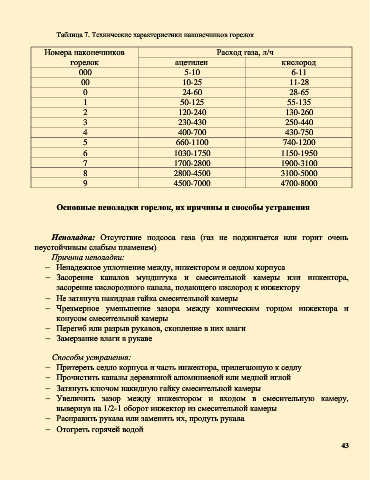 Таблица 7. Технические характеристики наконечников горелок
Номера наконечников горелок Расход газа, л/ч
ацетилен кислород
000 5-10 6-11
00 10-25 11-28
0 24-60 28-65
1 50-125 55-135
2 120-240 130-260
3 230-430 250-440
4 400-700 430-750
5 660-1100 740-1200
6 1030-1750 1150-1950
7 1700-2800 1900-3100
8 2800-4500 3100-5000
9 4500-7000 4700-8000
Основные неполадки горелок, их причины и способы устранения
Неполадка: Отсутствие подсоса газа (газ не поджигается или горит очень
неустойчивым слабым пламенем)
Причина неполадки:
– Ненадежное уплотнение между, инжектором и седлом корпуса
– Засорение каналов мундштука и смесительной камеры или инжектора,
засорение кислородного канала, подающего кислород к инжектору
– Не затянута накидная гайка смесительной камеры
– Чрезмерное уменьшение зазора между коническим торцом инжектора и
конусом смесительной камеры
– Перегиб или разрыв рукавов, скопление в них влаги
– Замерзание влаги в рукаве
Способы устранения:
– Притереть седло корпуса и часть инжектора, прилегающую к седлу
– Прочистить каналы деревянной алюминиевой или медной иглой
– Затянуть ключом накидную гайку смесительной камеры
– Увеличить зазор между инжектором и входом в смесительную камеру,
вывернув на 1/2-1 оборот инжектор из смесительной камеры
– Расправить рукава или заменить их, продуть рукава
– Отогреть горячей водой
43